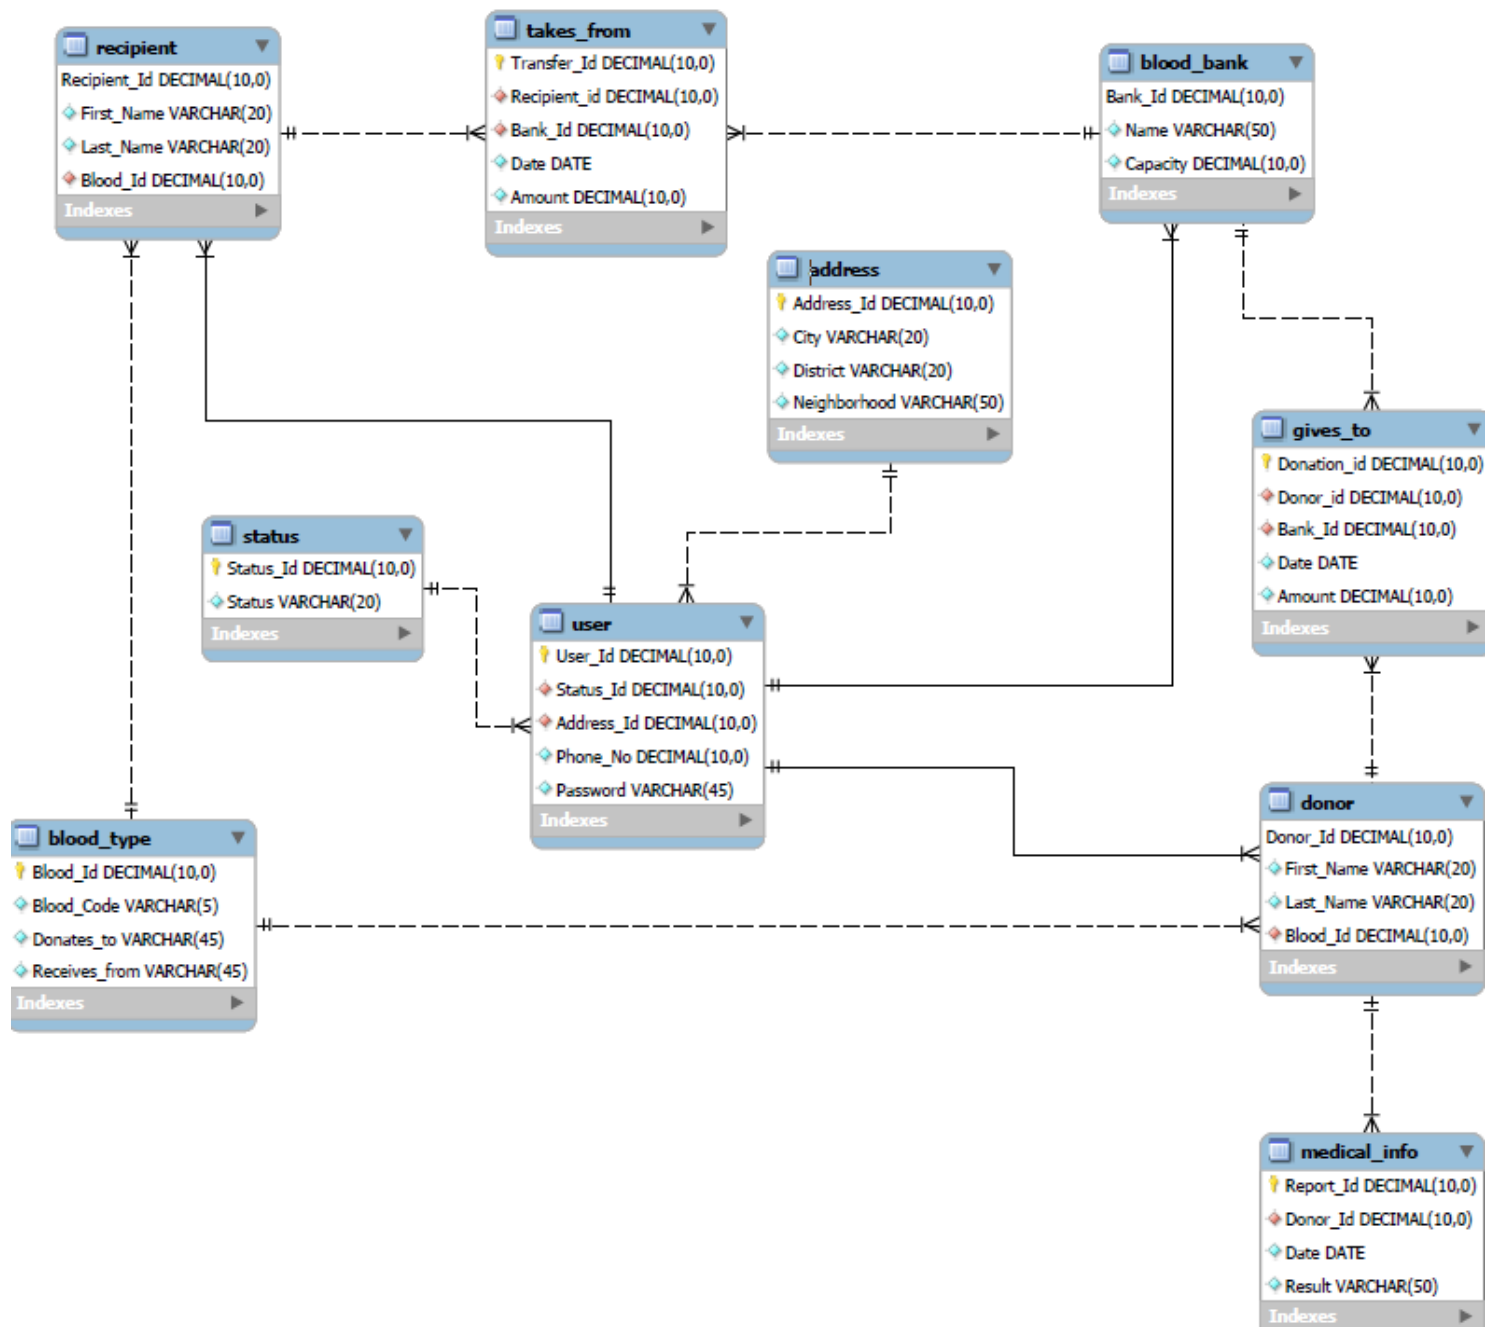 recipient
Recipient_Id DECIMAL(10,0)
First_Name VARCHAR(20)
Last_Name VARCHAR(20)
Blood_Id DECIMAL(10,0)
Indexes
takes_from
Transfer_Id DECIMAL(10,0)
Recipient_id DECIMAL(10,0)
Bank_Id DECIMAL(10,0)
Date DATE
Amount DECIMAL(10,0)
Indexes
blood_bank
Bank_Id DECIMAL(10,0)
Name VARCHAR(50)
Capacity DECIMAL(10,0)
Indexes
address
Address_Id DECIMAL(10,0)
City VARCHAR(20)
District VARCHAR(20)
Neighborhood VARCHAR(50)
Indexes
gives_to
Donation_id DECIMAL(10,0)
Donor_id DECIMAL(10,0)
Bank_Id DECIMAL(10,0)
Date DATE
Amount DECIMAL(10,0)
Indexes
status
Status_Id DECIMAL(10,0)
Status VARCHAR(20)
Indexes
user
User_Id DECIMAL(10,0)
Status_Id DECIMAL(10,0)
Address_Id DECIMAL(10,0)
Phone_No DECIMAL(10,0)
Password VARCHAR(45)
Indexes
blood_type
Blood_Id DECIMAL(10,0)
Blood_Code VARCHAR(5)
Donates_to VARCHAR(45)
Receives_from VARCHAR(45)
Indexes
donor
Donor_Id DECIMAL(10,0)
First_Name VARCHAR(20)
Last_Name VARCHAR(20)
Blood_Id DECIMAL(10,0)
Indexes
medical_info
Report_Id DECIMAL(10,0)
Donor_Id DECIMAL(10,0)
Date DATE
Result VARCHAR(50)
Indexes